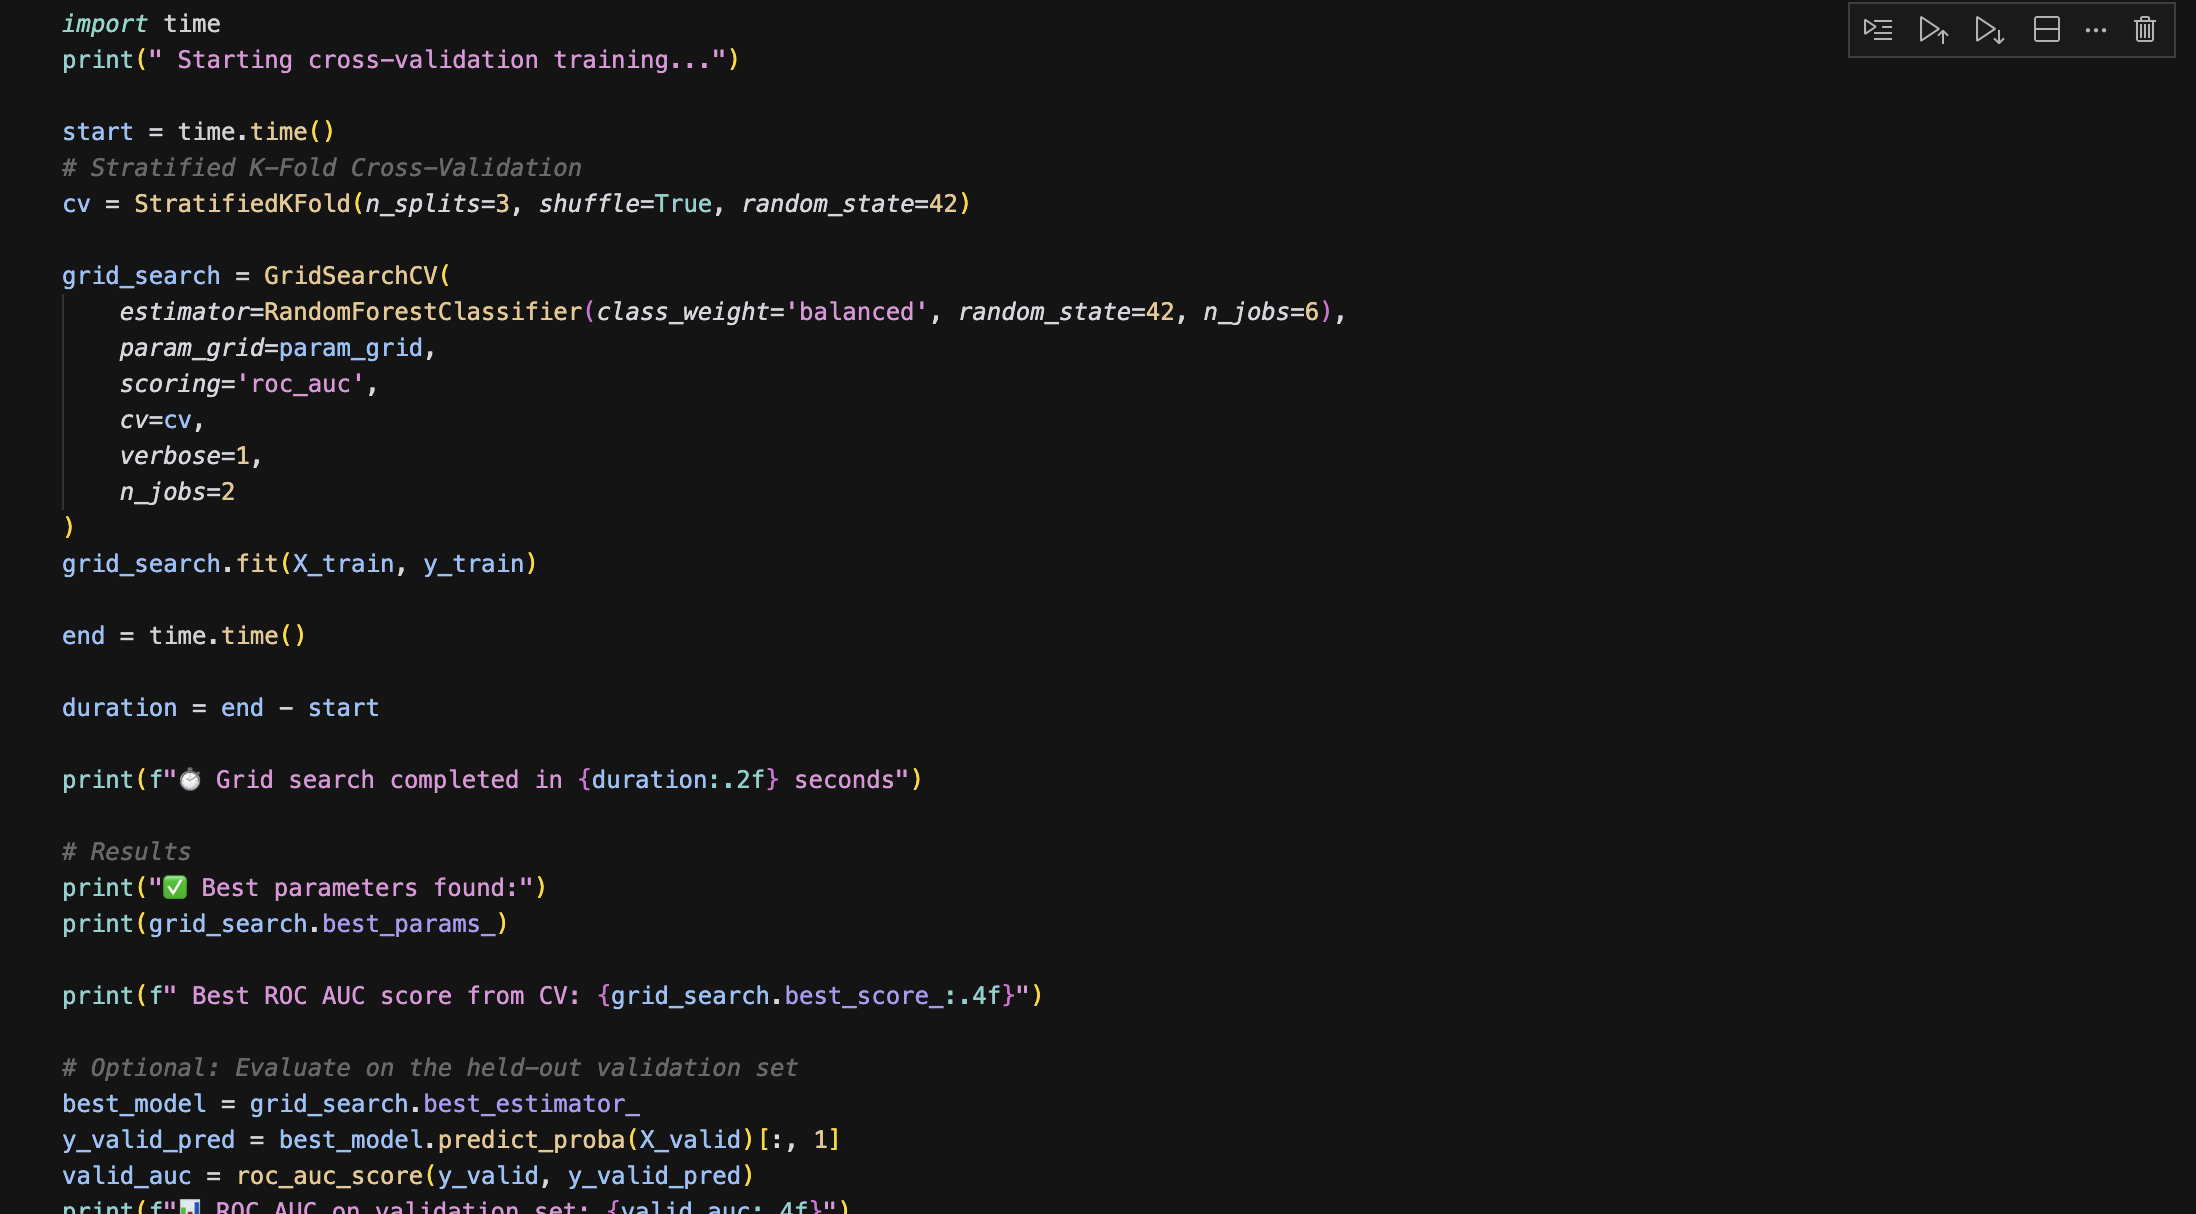 import time
print(" Starting cross-validation training...")
start = time.time()
# Stratified K-Fold Cross-Validation
cv = StratifiedKFold(n_splits=3, shuffle=True, random_state=42)
grid_search = GridSearchCV(
    estimator=RandomForestClassifier(class_weight='balanced', random_state=42, n_jobs=6),
    param_grid=param_grid,
    scoring='roc_auc',
    cv=cv,
    verbose=1,
    n_jobs=2
)
grid_search.fit(X_train, y_train)
end = time.time()
duration = end - start
print(f"⏱️ Grid search completed in {duration:.2f} seconds")
# Results
print("✅ Best parameters found:")
print(grid_search.best_params_)
print(f" Best ROC AUC score from CV: {grid_search.best_score_:.4f}")
# Optional: Evaluate on the held-out validation set
best_model = grid_search.best_estimator_
y_valid_pred = best_model.predict_proba(X_valid)[:, 1]
valid_auc = roc_auc_score(y_valid, y_valid_pred)
print(f"📊 ROC AUC on validation set: {valid_auc:.4f}")